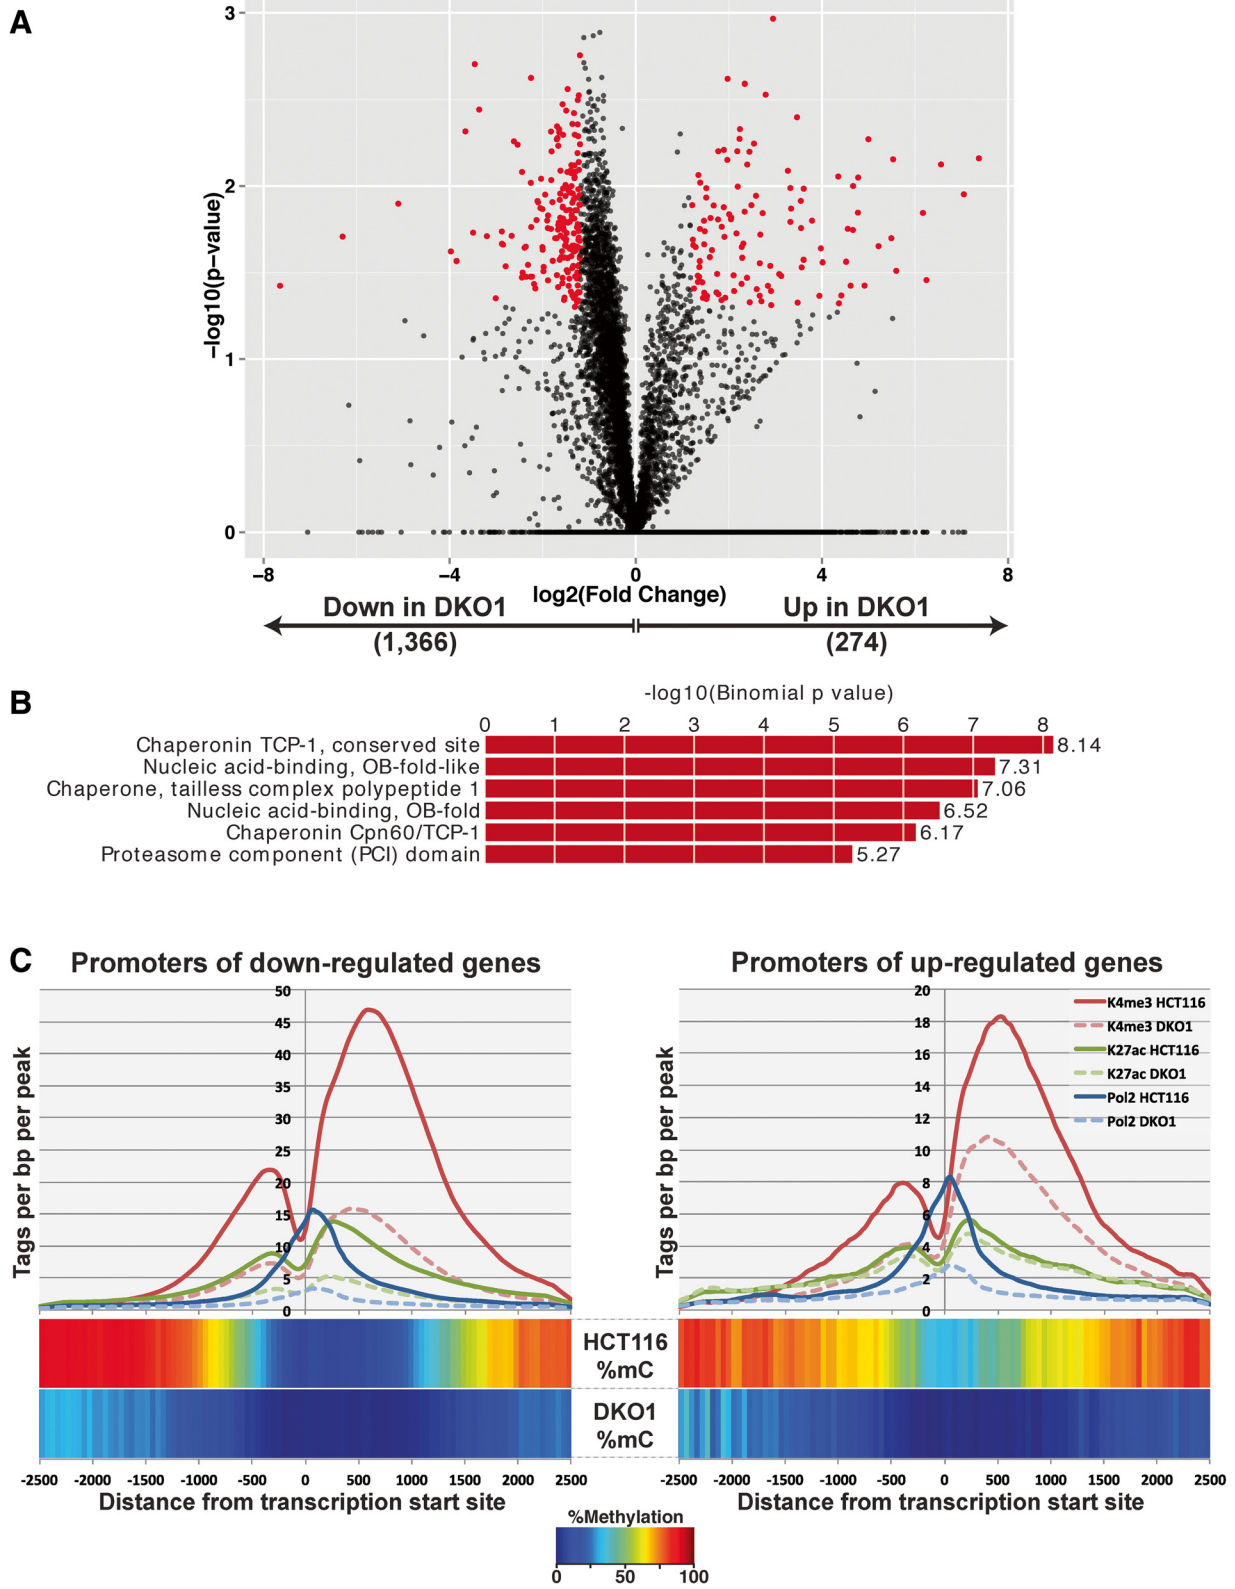 A
3
2
1
0
−log10(p−value)
−8
−4
0
4
8
log2(Fold Change)
Down in DKO1
(1,366)
Up in DKO1
(274)
B
-log10(Binomial p value)
0 1 2 3 4 5 6 7 8
Chaperonin TCP-1, conserved site 8.14
Nucleic acid-binding, OB-fold-like 7.31
Chaperone, tailless complex polypeptide 1 7.06
Nucleic acid-binding, OB-fold 6.52
Chaperonin Cpn60/TCP-1 6.17
Proteasome component (PCI) domain 5.27
C
Promoters of down-regulated genes
Tags per bp per peak
50
45
40
35
30
25
20
15
10
5
0
Promoters of up-regulated genes
Tags per bp per peak
20
18
16
14
12
10
8
6
4
2
0
K4me3 HCT116
K4me3 DKO1
K27ac HCT116
K27ac DKO1
Pol2 HCT116
Pol2 DKO1
HCT116
%mC
DKO1
%mC
-2500 -2000 -1500 -1000 -500 0 500 1000 1500 2000 2500
Distance from transcription start site
-2500 -2000 -1500 -1000 -500 0 500 1000 1500 2000 2500
Distance from transcription start site
%Methylation
0 50 100